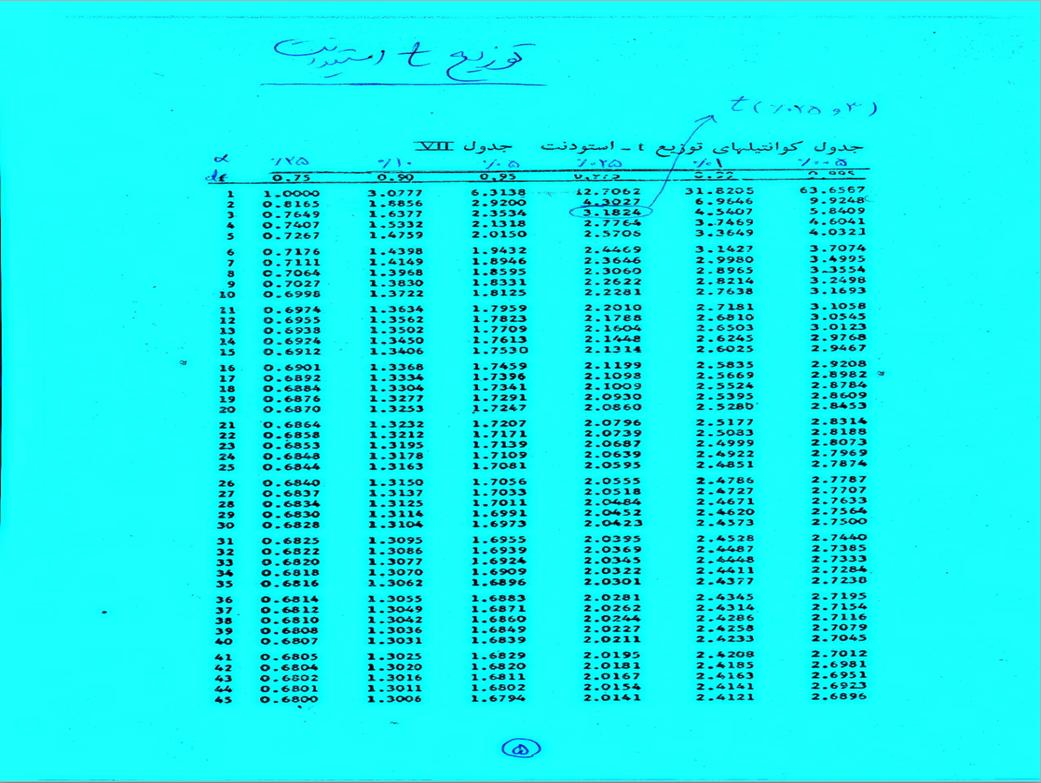 توزیع t استیودنت
t(٪۰۲۵ و ۳)
جدول کوانتیلهای توزیع t - استودنت جدول VII
α ٪۲۵ ٪۱۰ ٪۰۵ ٪۰۲۵ ٪۰۱ ٪۰۰۵
df 0.75 0.90 0.95 0.975 0.99 0.995
1 1.0000 3.0777 6.3138 12.7062 31.8205 63.6567
2 0.8165 1.8856 2.9200 4.3027 6.9646 9.9248
3 0.7649 1.6377 2.3534 3.1824 4.5407 5.8409
4 0.7407 1.5332 2.1318 2.7764 3.7469 4.6041
5 0.7267 1.4759 2.0150 2.5706 3.3649 4.0321
6 0.7176 1.4398 1.9432 2.4469 3.1427 3.7074
7 0.7111 1.4149 1.8946 2.3646 2.9980 3.4995
8 0.7064 1.3968 1.8595 2.3060 2.8965 3.3554
9 0.7027 1.3830 1.8331 2.2622 2.8214 3.2498
10 0.6998 1.3722 1.8125 2.2281 2.7638 3.1693
11 0.6974 1.3634 1.7959 2.2010 2.7181 3.1058
12 0.6955 1.3562 1.7823 2.1788 2.6810 3.0545
13 0.6938 1.3502 1.7709 2.1604 2.6503 3.0123
14 0.6924 1.3450 1.7613 2.1448 2.6245 2.9768
15 0.6912 1.3406 1.7530 2.1314 2.6025 2.9467
16 0.6901 1.3368 1.7459 2.1199 2.5835 2.9208
17 0.6892 1.3334 1.7396 2.1098 2.5669 2.8982
18 0.6884 1.3304 1.7341 2.1009 2.5524 2.8784
19 0.6876 1.3277 1.7291 2.0930 2.5395 2.8609
20 0.6870 1.3253 1.7247 2.0860 2.5280 2.8453
21 0.6864 1.3232 1.7207 2.0796 2.5177 2.8314
22 0.6858 1.3212 1.7171 2.0739 2.5083 2.8188
23 0.6853 1.3195 1.7139 2.0687 2.4999 2.8073
24 0.6848 1.3178 1.7109 2.0639 2.4922 2.7969
25 0.6844 1.3163 1.7081 2.0595 2.4851 2.7874
26 0.6840 1.3150 1.7056 2.0555 2.4786 2.7787
27 0.6837 1.3137 1.7033 2.0518 2.4727 2.7707
28 0.6834 1.3125 1.7011 2.0484 2.4671 2.7633
29 0.6830 1.3114 1.6991 2.0452 2.4620 2.7564
30 0.6828 1.3104 1.6973 2.0423 2.4573 2.7500
31 0.6825 1.3095 1.6955 2.0395 2.4528 2.7440
32 0.6822 1.3086 1.6939 2.0369 2.4487 2.7385
33 0.6820 1.3077 1.6924 2.0345 2.4448 2.7333
34 0.6818 1.3070 1.6909 2.0322 2.4411 2.7284
35 0.6816 1.3062 1.6896 2.0301 2.4377 2.7238
36 0.6814 1.3055 1.6883 2.0281 2.4345 2.7195
37 0.6812 1.3049 1.6871 2.0262 2.4314 2.7154
38 0.6810 1.3042 1.6860 2.0244 2.4286 2.7116
39 0.6808 1.3036 1.6849 2.0227 2.4258 2.7079
40 0.6807 1.3031 1.6839 2.0211 2.4233 2.7045
41 0.6805 1.3025 1.6829 2.0195 2.4208 2.7012
42 0.6804 1.3020 1.6820 2.0181 2.4185 2.6981
43 0.6802 1.3016 1.6811 2.0167 2.4163 2.6951
44 0.6801 1.3011 1.6802 2.0154 2.4141 2.6923
45 0.6800 1.3006 1.6794 2.0141 2.4121 2.6896
۵